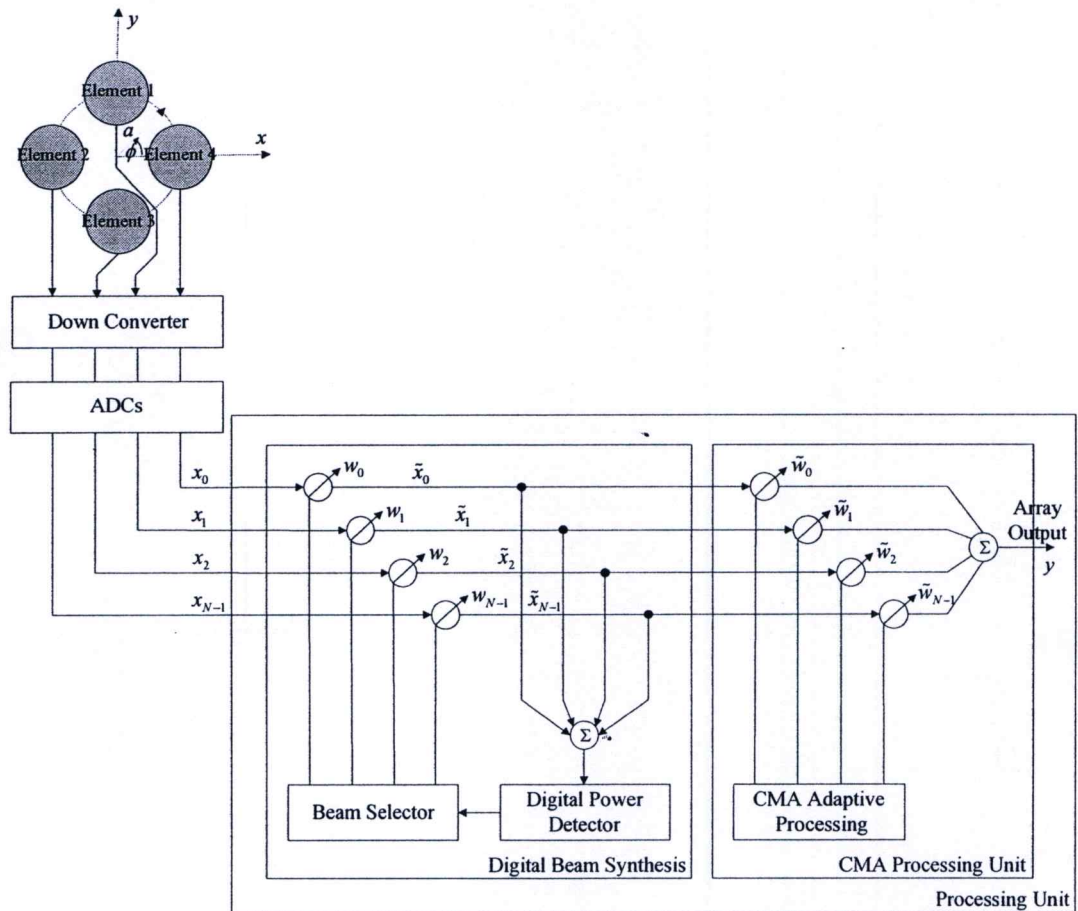 y
Element 1
a
x
Element 2
ϕ
Element 4
Element 3
Down Converter
ADCs
x₀
w₀
x̃₀
w̃₀
x₁
w₁
x̃₁
w̃₁
Array
Output
Σ
x₂
w₂
x̃₂
w̃₂
y
x_{N-1}
w_{N-1}
x̃_{N-1}
w̃_{N-1}
Σ
Beam Selector
Digital Power
Detector
CMA Adaptive
Processing
Digital Beam Synthesis
CMA Processing Unit
Processing Unit